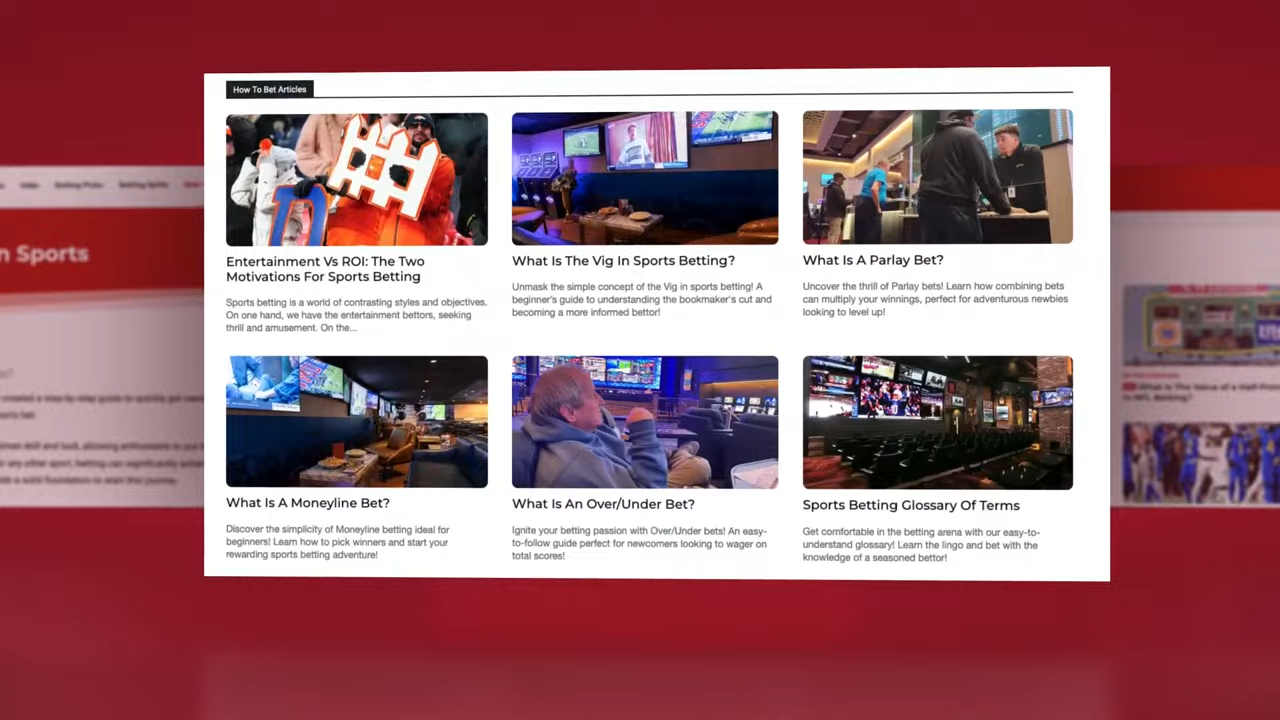 How To Bet Articles
Entertainment Vs ROI: The Two
Motivations For Sports Betting
Sports betting is a world of contrasting styles and objectives.
On one hand, we have the entertainment bettors, seeking
thrill and amusement. On the...
What Is The Vig In Sports Betting?
Unmask the simple concept of the Vig in sports betting! A
beginner's guide to understanding the bookmaker's cut and
becoming a more informed bettor!
What Is A Parlay Bet?
Uncover the thrill of Parlay bets! Learn how combining bets
can multiply your winnings, perfect for adventurous newbies
looking to level up!
What Is A Moneyline Bet?
Discover the simplicity of Moneyline betting ideal for
beginners! Learn how to pick winners and start your
rewarding sports betting adventure!
What Is An Over/Under Bet?
Ignite your betting passion with Over/Under bets! An easy-
to-follow guide perfect for newcomers looking to wager on
total scores!
Sports Betting Glossary Of Terms
Get comfortable in the betting arena with our easy-to-
understand glossary! Learn the lingo and bet with the
knowledge of a seasoned bettor!
n Sports